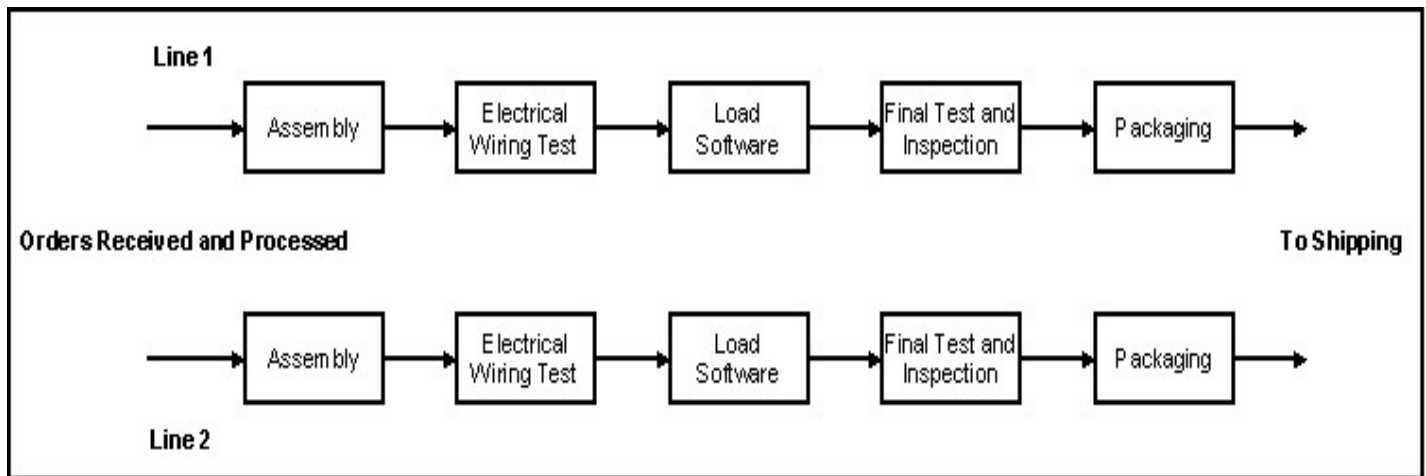 Line 1
Assembly
Electrical
Wiring Test
Load
Software
Final Test and
Inspection
Packaging
Orders Received and Processed
To Shipping
Assembly
Electrical
Wiring Test
Load
Software
Final Test and
Inspection
Packaging
Line 2